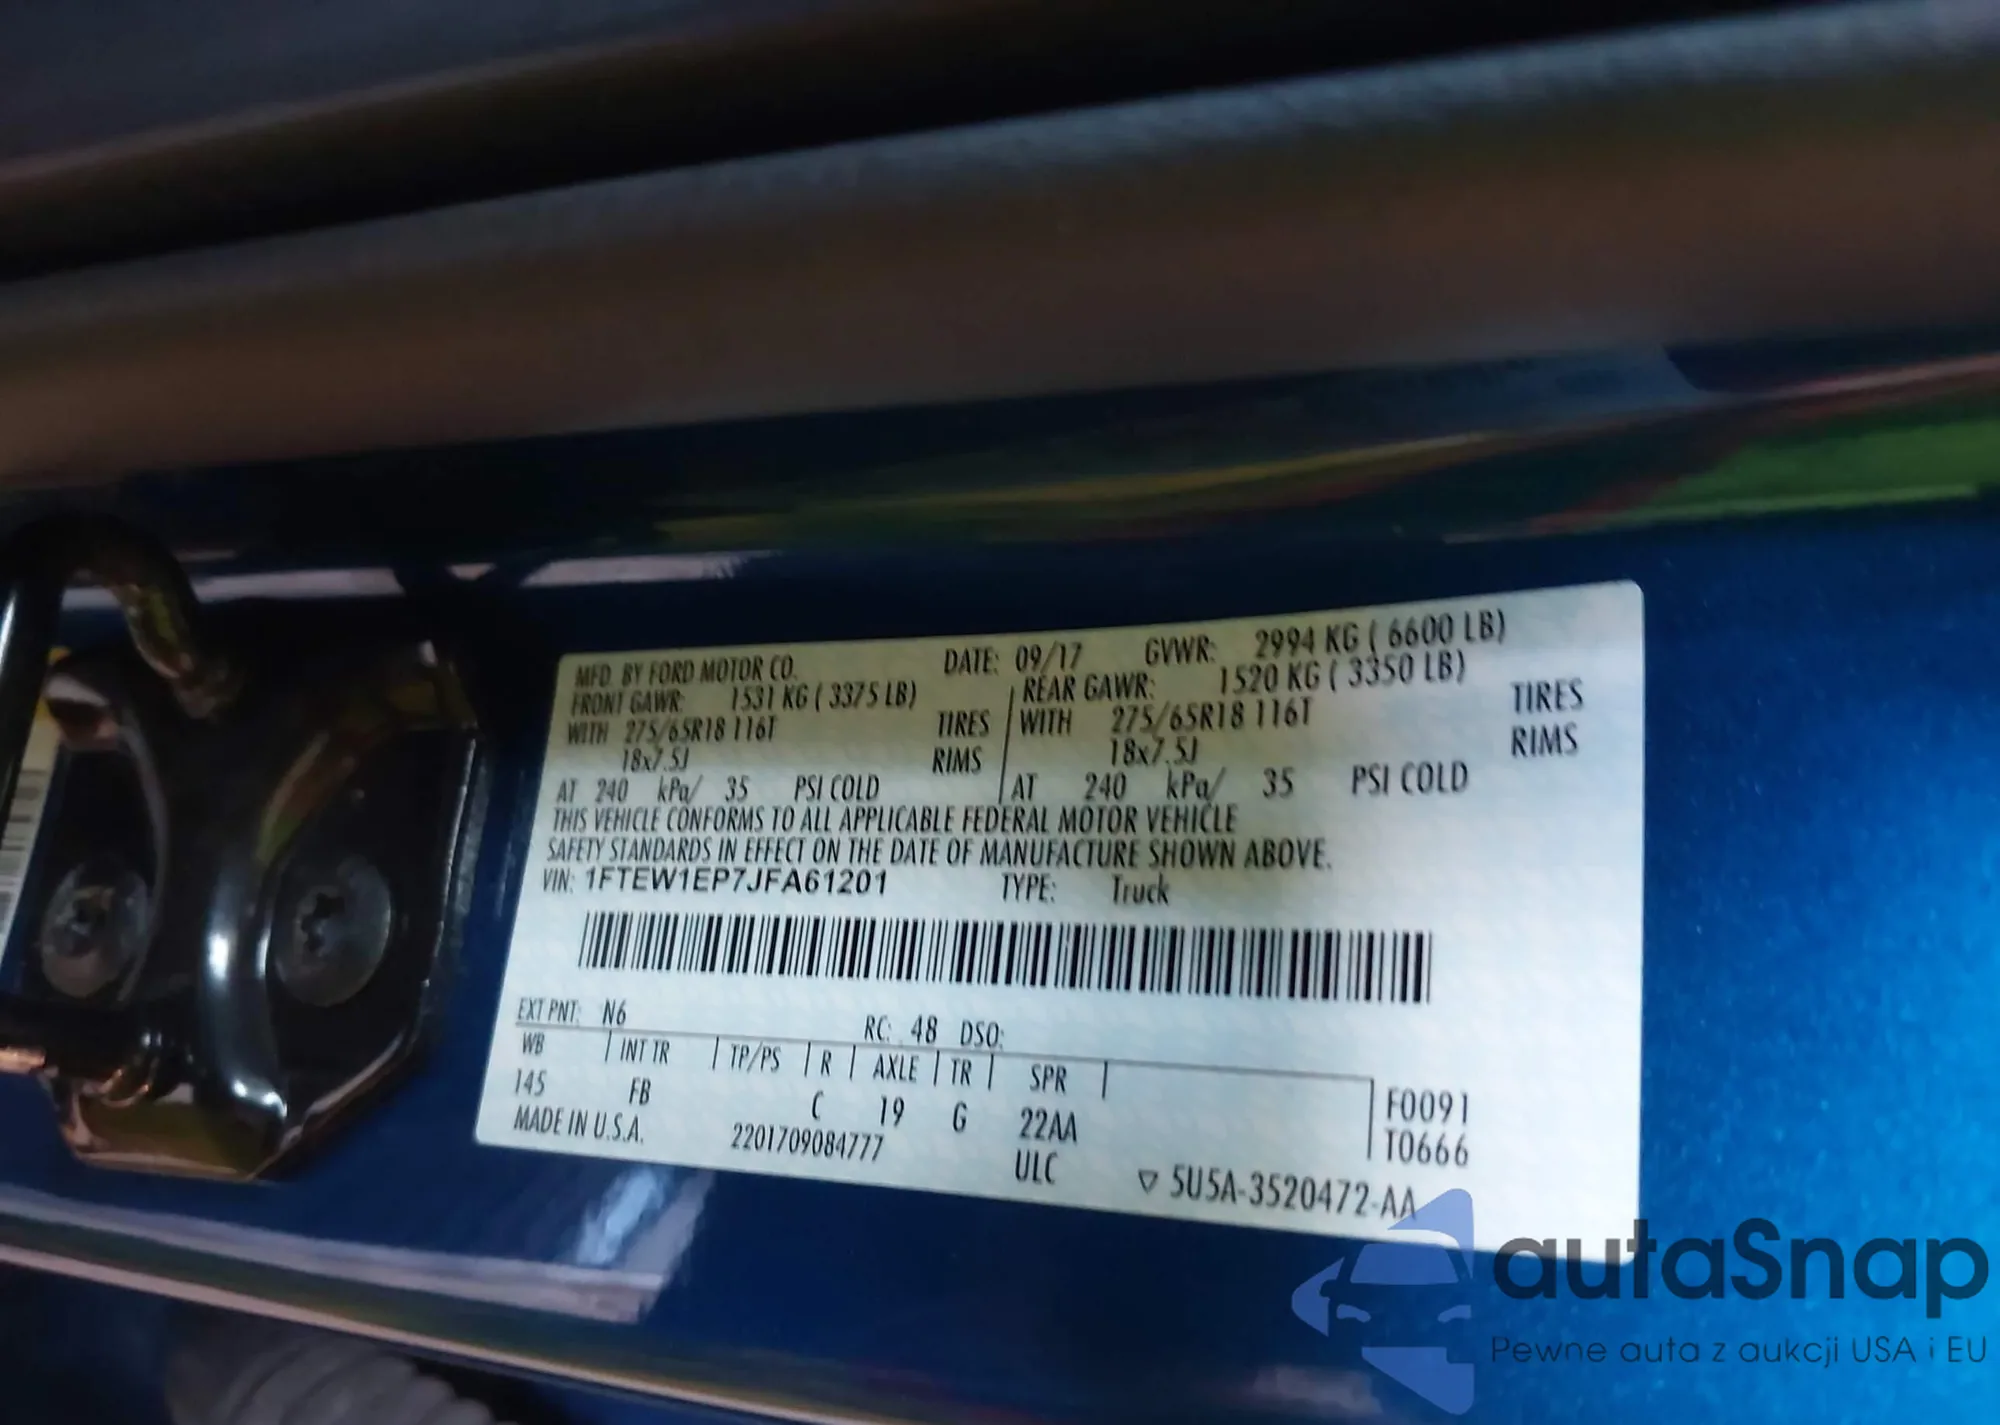 MFD. BY FORD MOTOR CO. DATE: 09/17 GVWR: 2994 KG ( 6600 LB)
FRONT GAWR: 1531 KG ( 3375 LB) REAR GAWR: 1520 KG ( 3350 LB)
WITH 275/65R18 116T TIRES WITH 275/65R18 116T TIRES
18x7.5J RIMS 18x7.5J RIMS
AT 240 kPa/ 35 PSI COLD AT 240 kPa/ 35 PSI COLD
THIS VEHICLE CONFORMS TO ALL APPLICABLE FEDERAL MOTOR VEHICLE
SAFETY STANDARDS IN EFFECT ON THE DATE OF MANUFACTURE SHOWN ABOVE.
VIN: 1FTEW1EP7JFA61201 TYPE: Truck
EXT PNT: N6 RC: 48 DSO:
WB INT TR TP/PS R AXLE TR SPR
145 FB C 19 G 22AA F0091
MADE IN U.S.A. 2201709084777 ULC T0666
▽ 5U5A-3520472-AA
autaSnap
Pewne auta z aukcji USA i EU